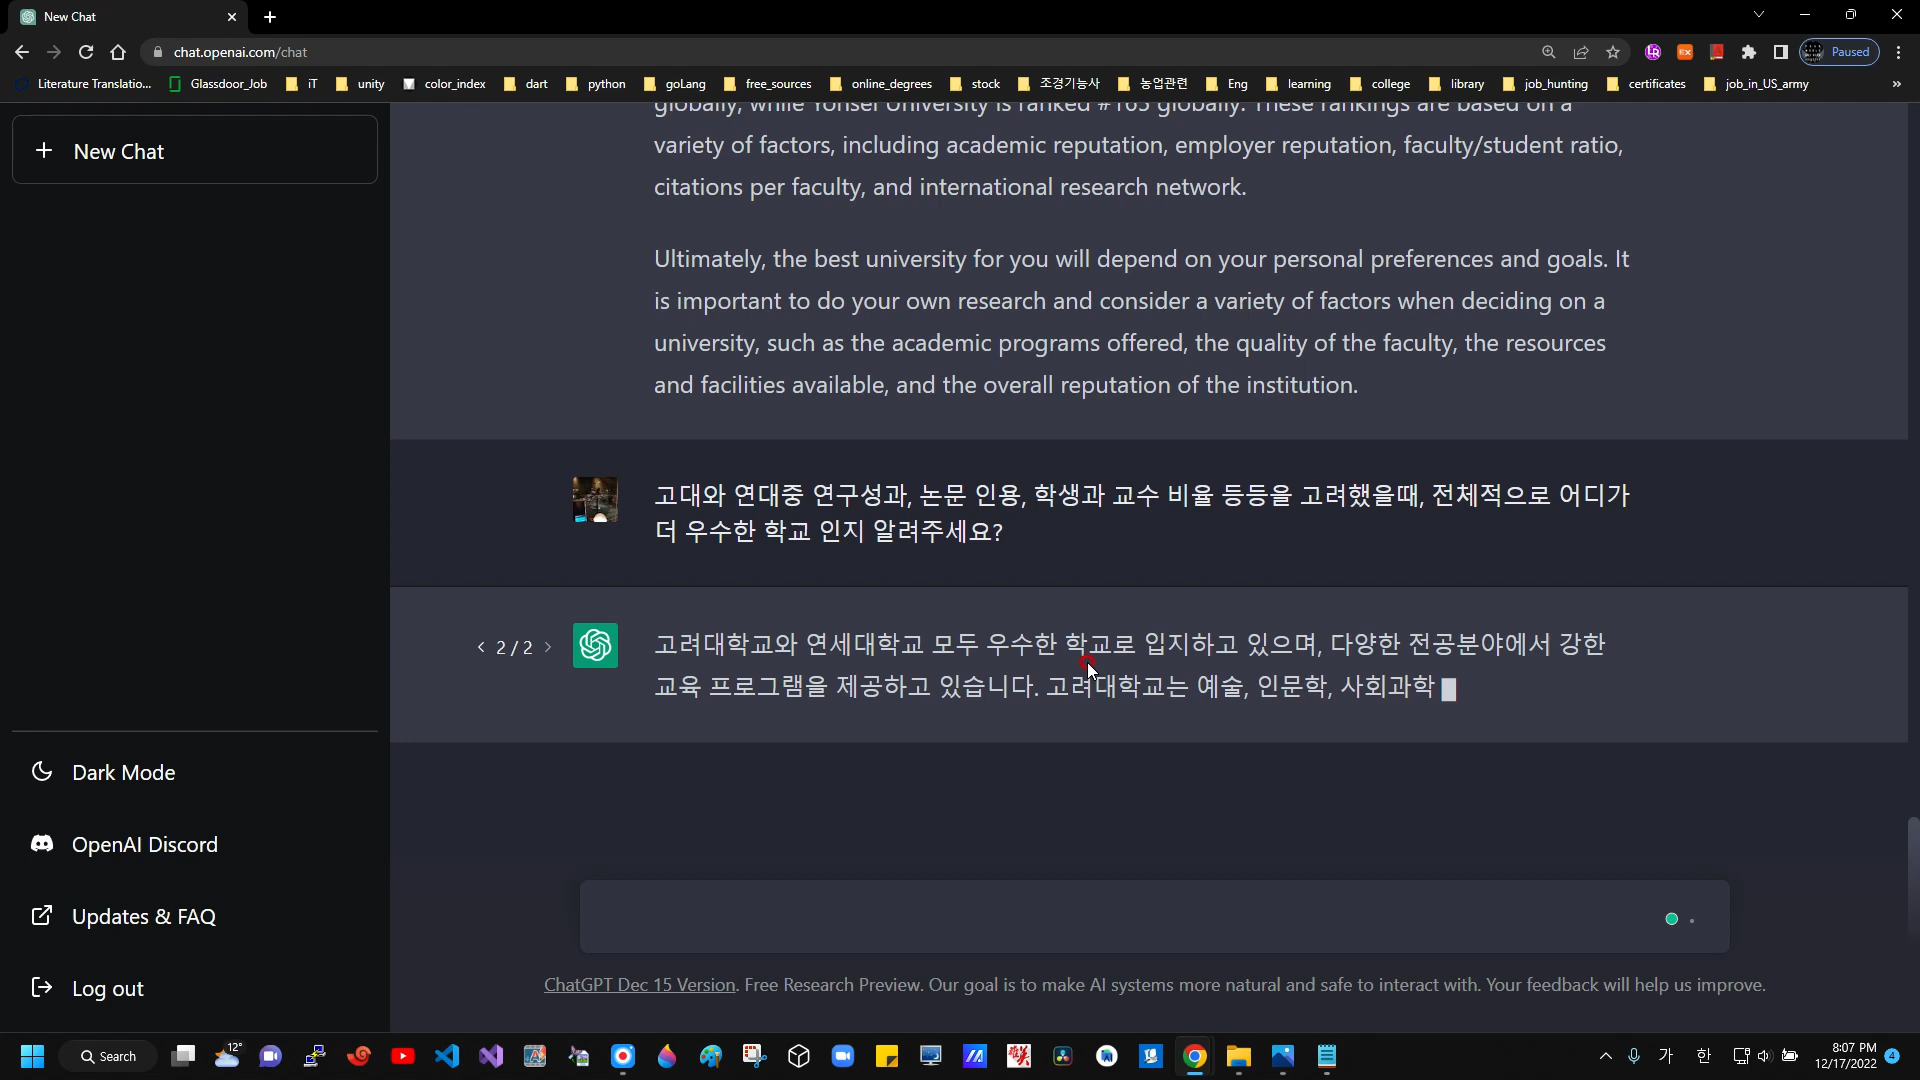 New Chat
chat.openai.com/chat
Paused
Literature Translatio...
Glassdoor_Job
iT
unity
color_index
dart
python
goLang
free_sources
online_degrees
stock
조경기능사
농업관련
Eng
learning
college
library
job_hunting
certificates
job_in_US_army
New Chat
globally, while Yonsei University is ranked #165 globally. These rankings are based on a
variety of factors, including academic reputation, employer reputation, faculty/student ratio,
citations per faculty, and international research network.
Ultimately, the best university for you will depend on your personal preferences and goals. It
is important to do your own research and consider a variety of factors when deciding on a
university, such as the academic programs offered, the quality of the faculty, the resources
and facilities available, and the overall reputation of the institution.
고대와 연대중 연구성과, 논문 인용, 학생과 교수 비율 등등을 고려했을때, 전체적으로 어디가
더 우수한 학교 인지 알려주세요?
2 / 2
고려대학교와 연세대학교 모두 우수한 학교로 입지하고 있으며, 다양한 전공분야에서 강한
교육 프로그램을 제공하고 있습니다. 고려대학교는 예술, 인문학, 사회과학
Dark Mode
OpenAI Discord
Updates & FAQ
Log out
ChatGPT Dec 15 Version. Free Research Preview. Our goal is to make AI systems more natural and safe to interact with. Your feedback will help us improve.
Search
12°
가
한
8:07 PM
12/17/2022
4